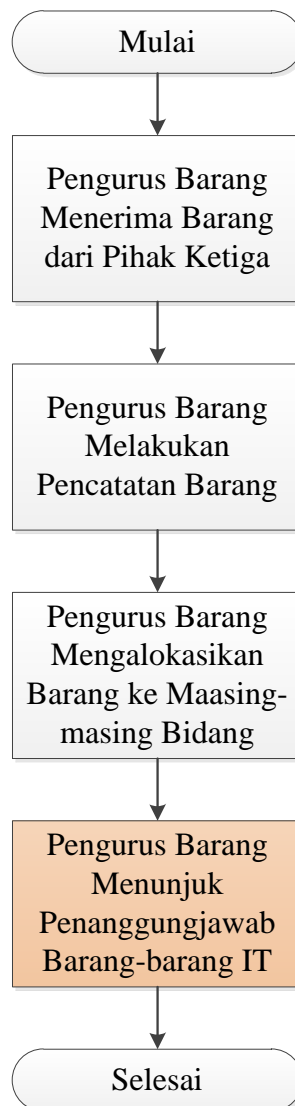 Mulai
Pengurus Barang
Menerima Barang
dari Pihak Ketiga
Pengurus Barang
Melakukan
Pencatatan Barang
Pengurus Barang
Mengalokasikan
Barang ke Maasing-
masing Bidang
Pengurus Barang
Menunjuk
Penanggungjawab
Barang-barang IT
Selesai